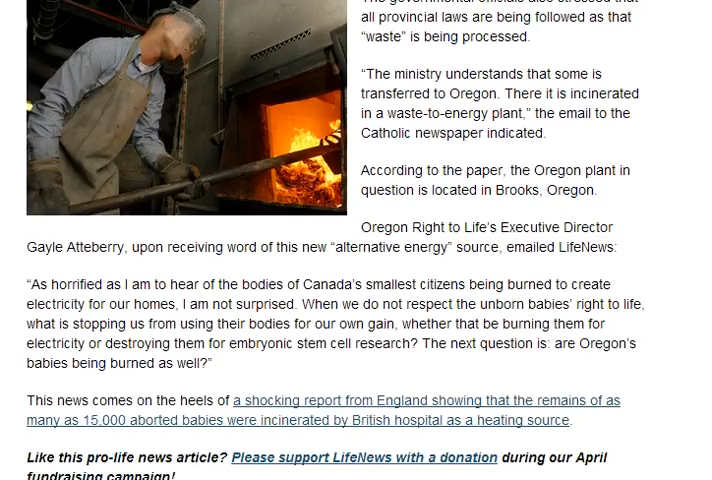 The governmental officials also stressed that
all provincial laws are being followed as that
“waste” is being processed.
“The ministry understands that some is
transferred to Oregon. There it is incinerated
in a waste-to-energy plant,” the email to the
Catholic newspaper indicated.
According to the paper, the Oregon plant in
question is located in Brooks, Oregon.
Oregon Right to Life’s Executive Director
Gayle Atteberry, upon receiving word of this new “alternative energy” source, emailed LifeNews:
“As horrified as I am to hear of the bodies of Canada’s smallest citizens being burned to create
electricity for our homes, I am not surprised. When we do not respect the unborn babies’ right to life,
what is stopping us from using their bodies for our own gain, whether that be burning them for
electricity or destroying them for embryonic stem cell research? The next question is: are Oregon’s
babies being burned as well?”
This news comes on the heels of a shocking report from England showing that the remains of as
many as 15,000 aborted babies were incinerated by British hospital as a heating source.
Like this pro-life news article? Please support LifeNews with a donation during our April
fundraising campaign!